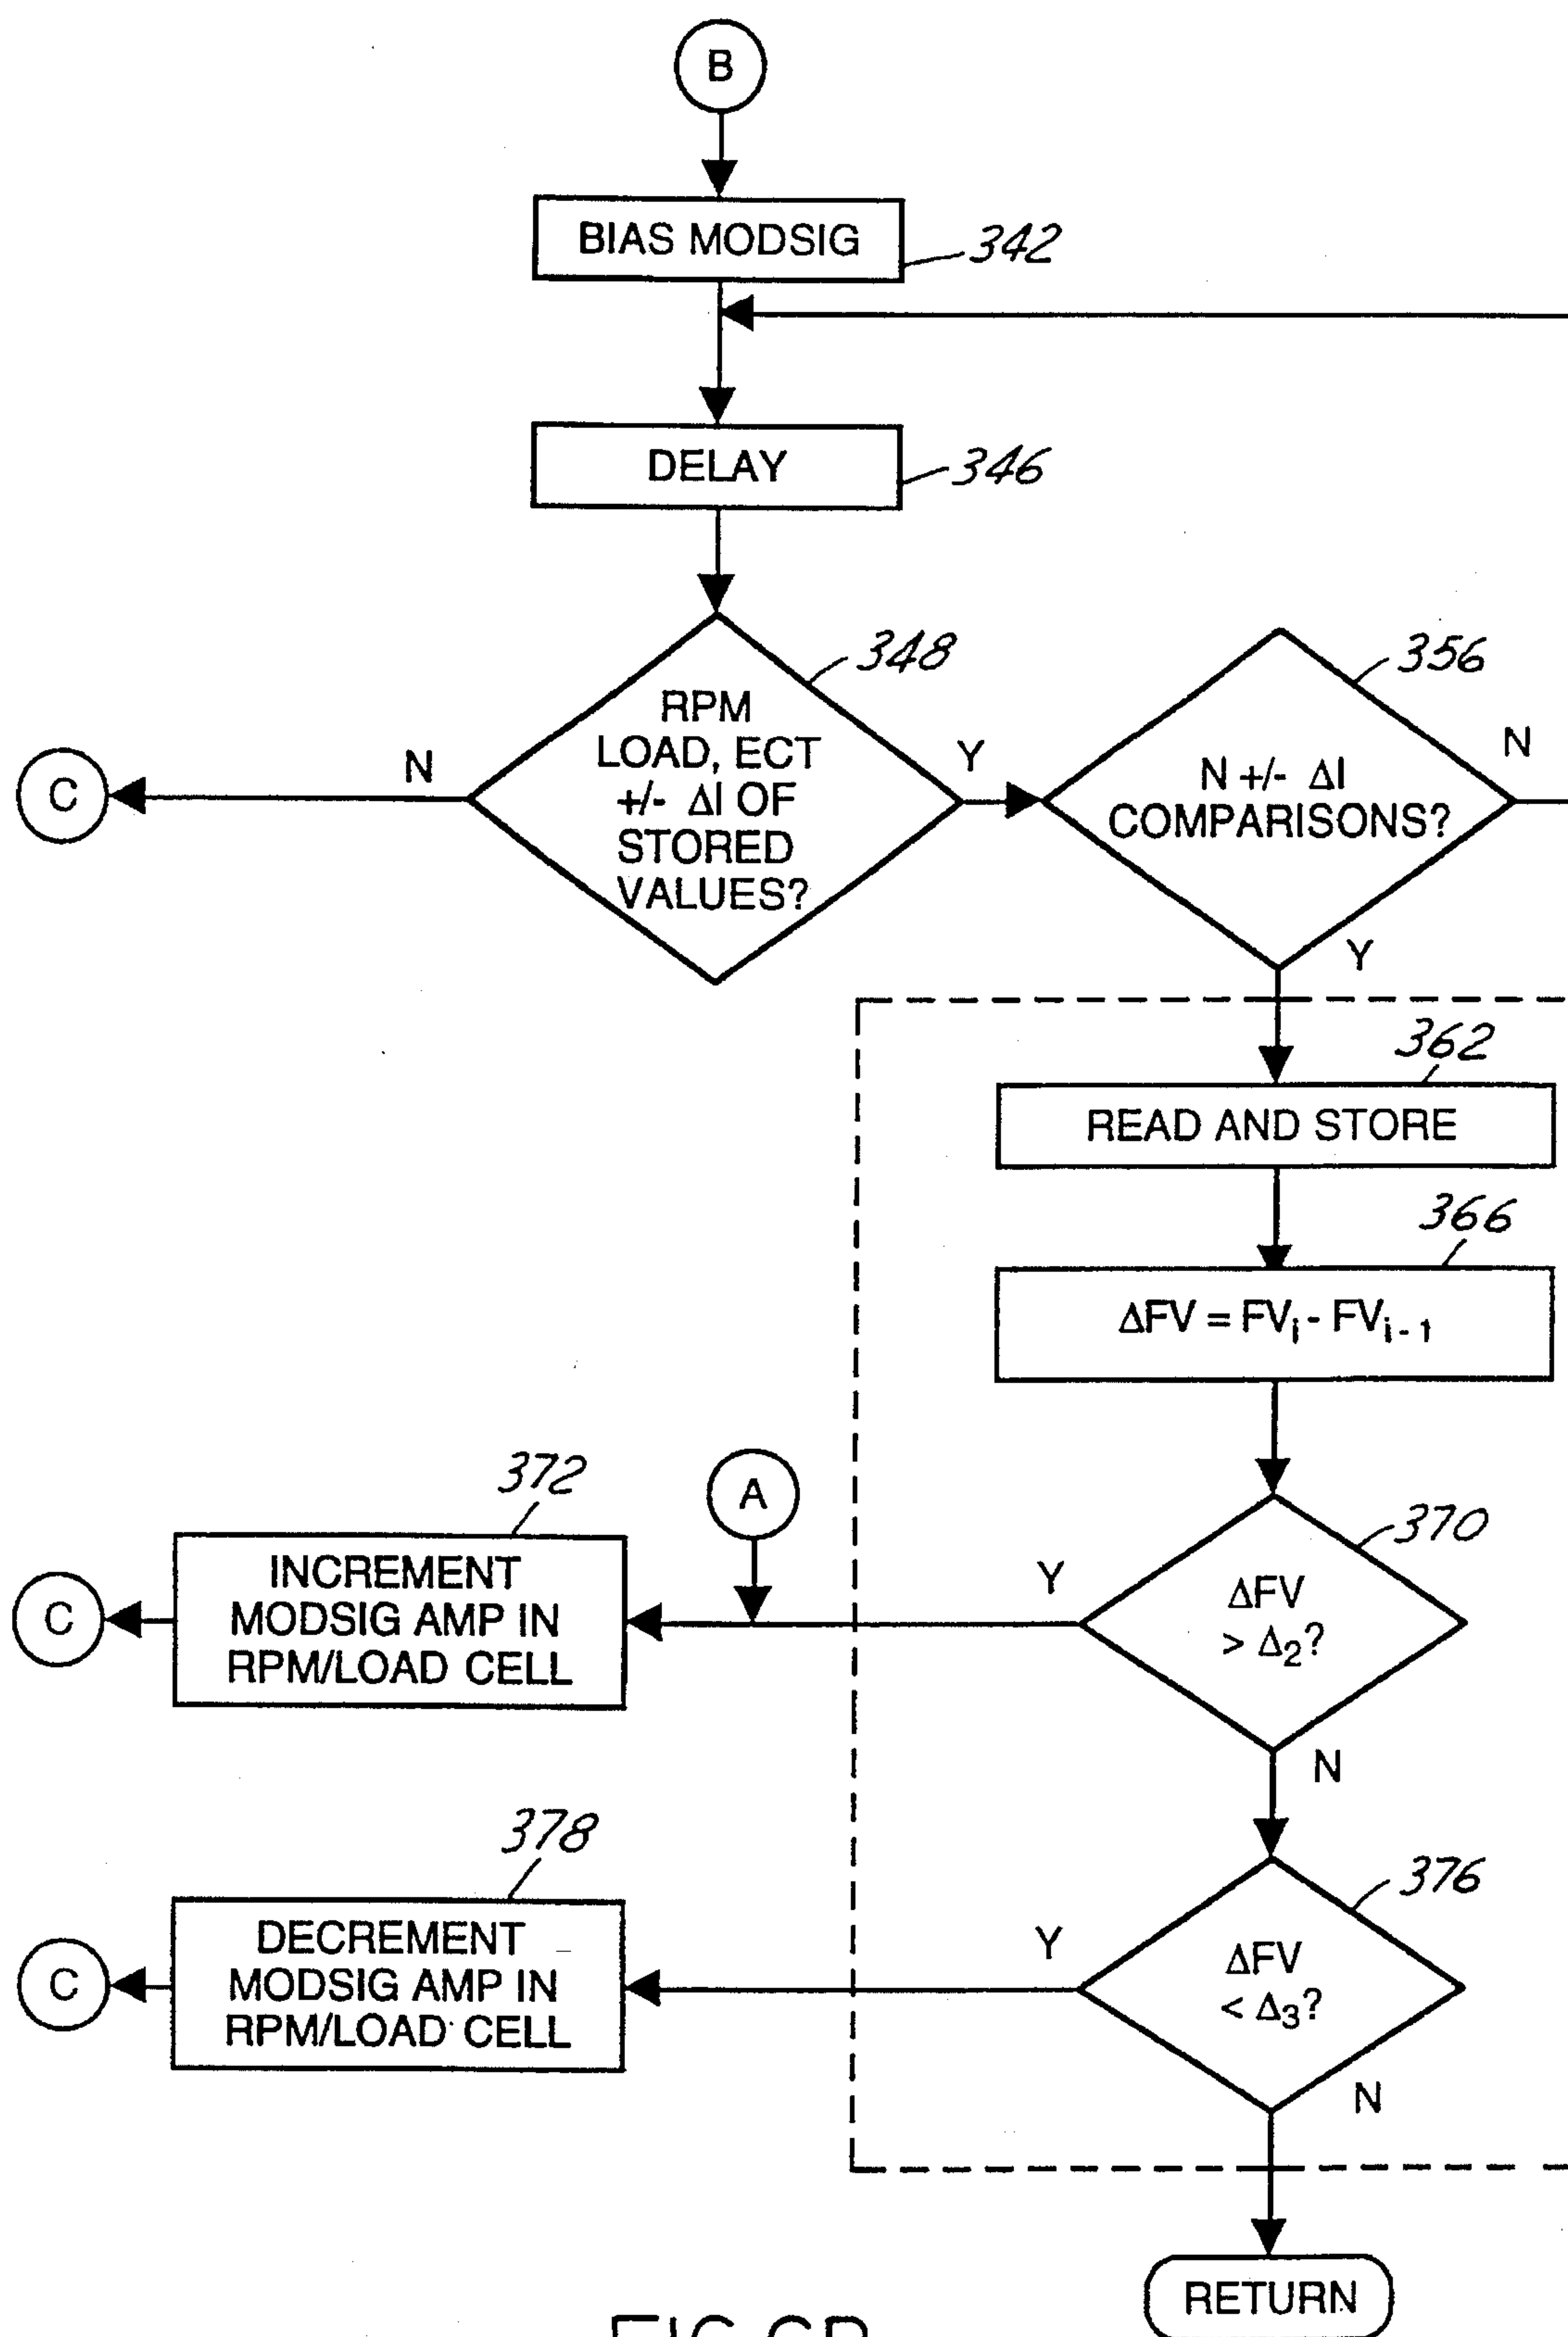 B
BIAS MODSIG
342
DELAY
346
348
RPM
LOAD, ECT
+/- ΔI OF
STORED
VALUES?
N
C
Y
356
N +/- ΔI
COMPARISONS?
N
Y
362
READ AND STORE
366
ΔFV = FVi - FVi - 1
370
ΔFV
> Δ2?
Y
A
372
INCREMENT
MODSIG AMP IN
RPM/LOAD CELL
C
N
376
ΔFV
< Δ3?
Y
378
DECREMENT
MODSIG AMP IN
RPM/LOAD CELL
C
N
RETURN